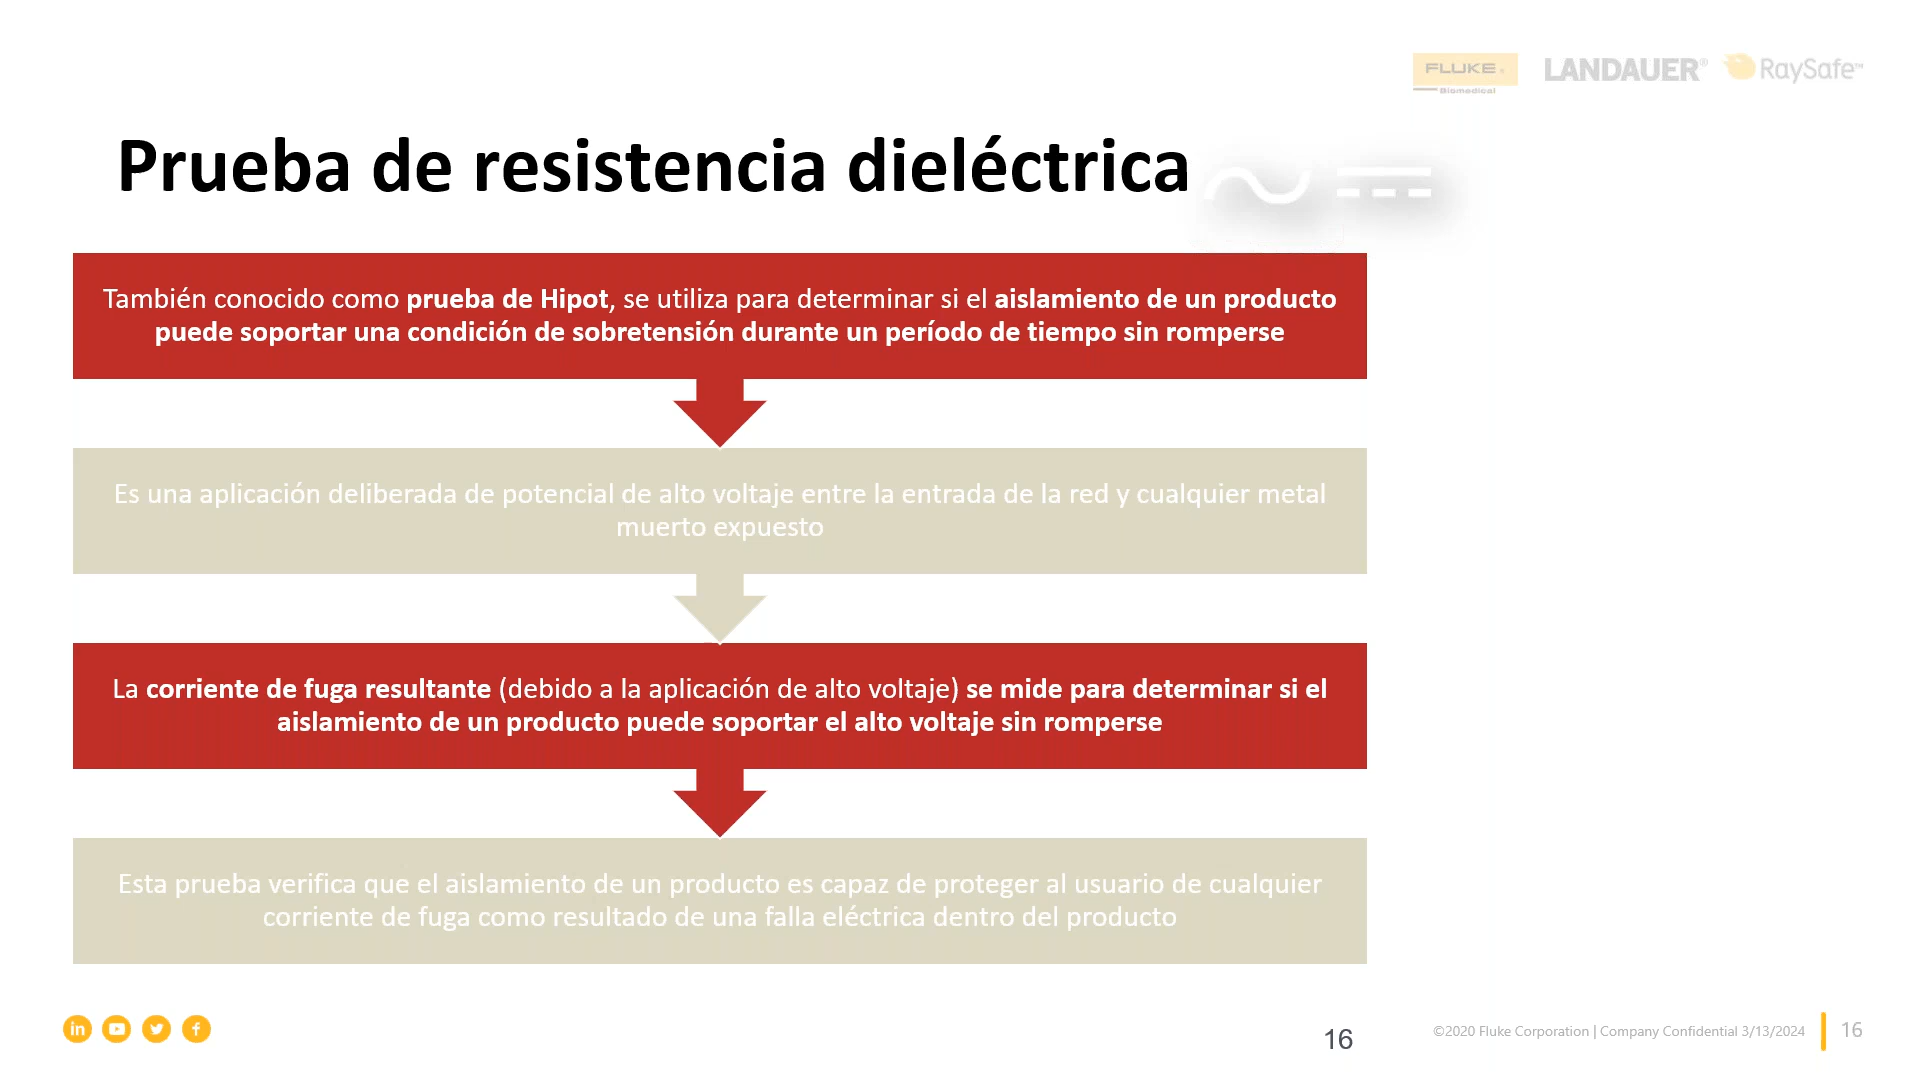 FLUKE®
Biomedical
LANDAUER®
RaySafe™
Prueba de resistencia dieléctrica
También conocido como prueba de Hipot, se utiliza para determinar si el aislamiento de un producto
puede soportar una condición de sobretensión durante un período de tiempo sin romperse
Es una aplicación deliberada de potencial de alto voltaje entre la entrada de la red y cualquier metal
muerto expuesto
La corriente de fuga resultante (debido a la aplicación de alto voltaje) se mide para determinar si el
aislamiento de un producto puede soportar el alto voltaje sin romperse
Esta prueba verifica que el aislamiento de un producto es capaz de proteger al usuario de cualquier
corriente de fuga como resultado de una falla eléctrica dentro del producto
in
f
16
©2020 Fluke Corporation | Company Confidential 3/13/2024
16